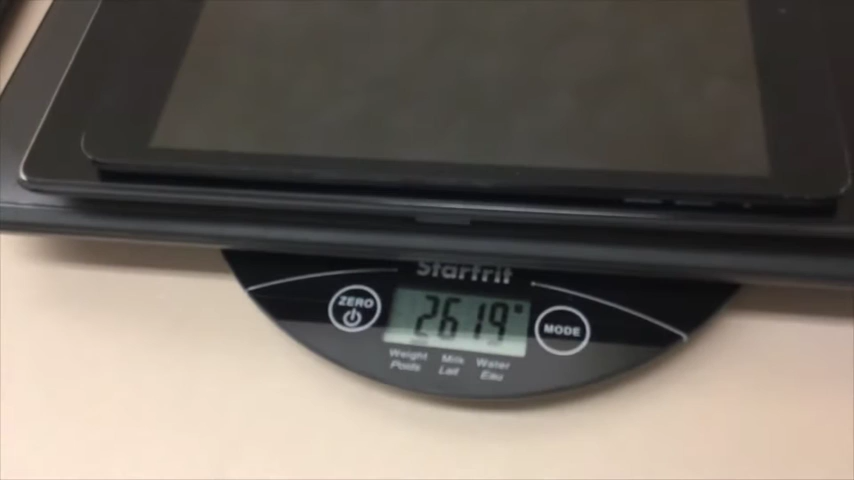 Starfrit
ZERO
2619
MODE
Weight Milk Water
Poids Lait Eau